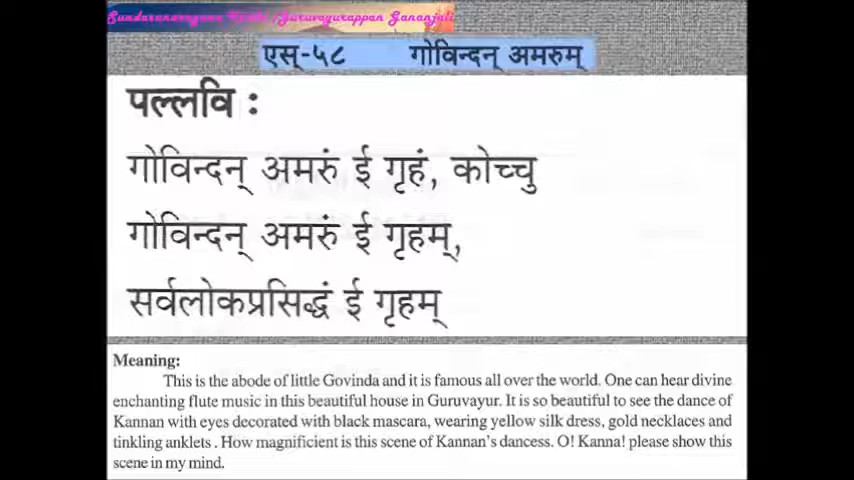 Sundaranarayana Kriti (Guruvayurappan Gananjali
एस्-५८ गोविन्दन् अमरुम्
पल्लवि :
गोविन्दन् अमरुं ई गृहं, कोच्चु
गोविन्दन् अमरुं ई गृहम्,
सर्वलोकप्रसिद्धं ई गृहम्
Meaning:
This is the abode of little Govinda and it is famous all over the world. One can hear divine
enchanting flute music in this beautiful house in Guruvayur. It is so beautiful to see the dance of
Kannan with eyes decorated with black mascara, wearing yellow silk dress, gold necklaces and
tinkling anklets . How magnificient is this scene of Kannan's dancess. O! Kanna! please show this
scene in my mind.